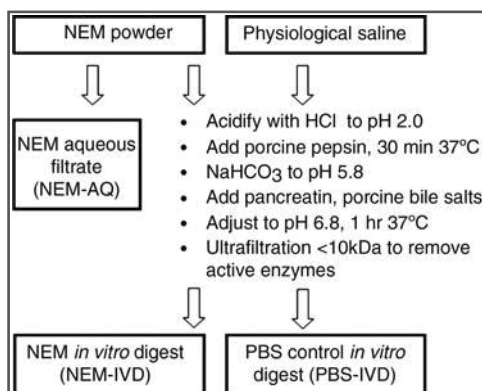 NEM powder
Physiological saline
NEM aqueous
filtrate
(NEM-AQ)
• Acidify with HCl to pH 2.0
• Add porcine pepsin, 30 min 37ºC
• NaHCO3 to pH 5.8
• Add pancreatin, porcine bile salts
• Adjust to pH 6.8, 1 hr 37ºC
• Ultrafiltration <10kDa to remove
active enzymes
NEM in vitro digest
(NEM-IVD)
PBS control in vitro
digest (PBS-IVD)